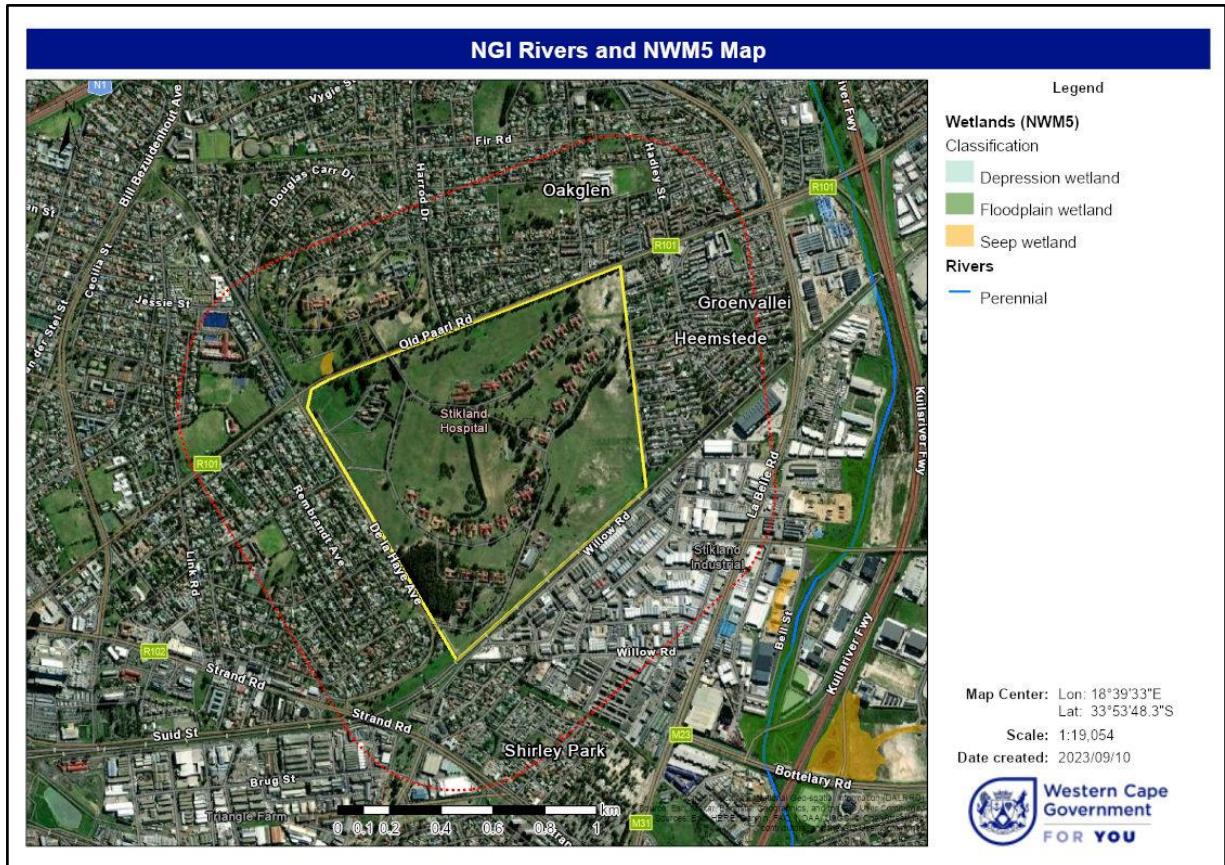 NGI Rivers and NWM5 Map
N1
Vygie St
Bill Bezuidenhout Ave
Fir Rd
Hadley St
Harrod Dr
Douglas Carr Dr
Oakglen
R101
Cecilia St
Jessie St
R101
Groenvallei
Heemstede
Old Paarl Rd
Stikland
Hospital
R101
Kuilsriver Fwy
La Belle Rd
Rembrandt Ave
De la Haye Ave
Willow Rd
Link Rd
Stikland
Industrial
Bell St
Kuilsriver Fwy
R102
Strand Rd
Willow Rd
Strand Rd
Suid St
Shirley Park
M23
Bottelary Rd
Brug St
Triangle Farm
M31
0 0.1 0.2 0.4 0.6 0.8 1 km
Legend
Wetlands (NWM5)
Classification
Depression wetland
Floodplain wetland
Seep wetland
Rivers
Perennial
Map Center: Lon: 18°39'33"E
Lat: 33°53'48.3"S
Scale: 1:19,054
Date created: 2023/09/10
Western Cape
Government
FOR YOU